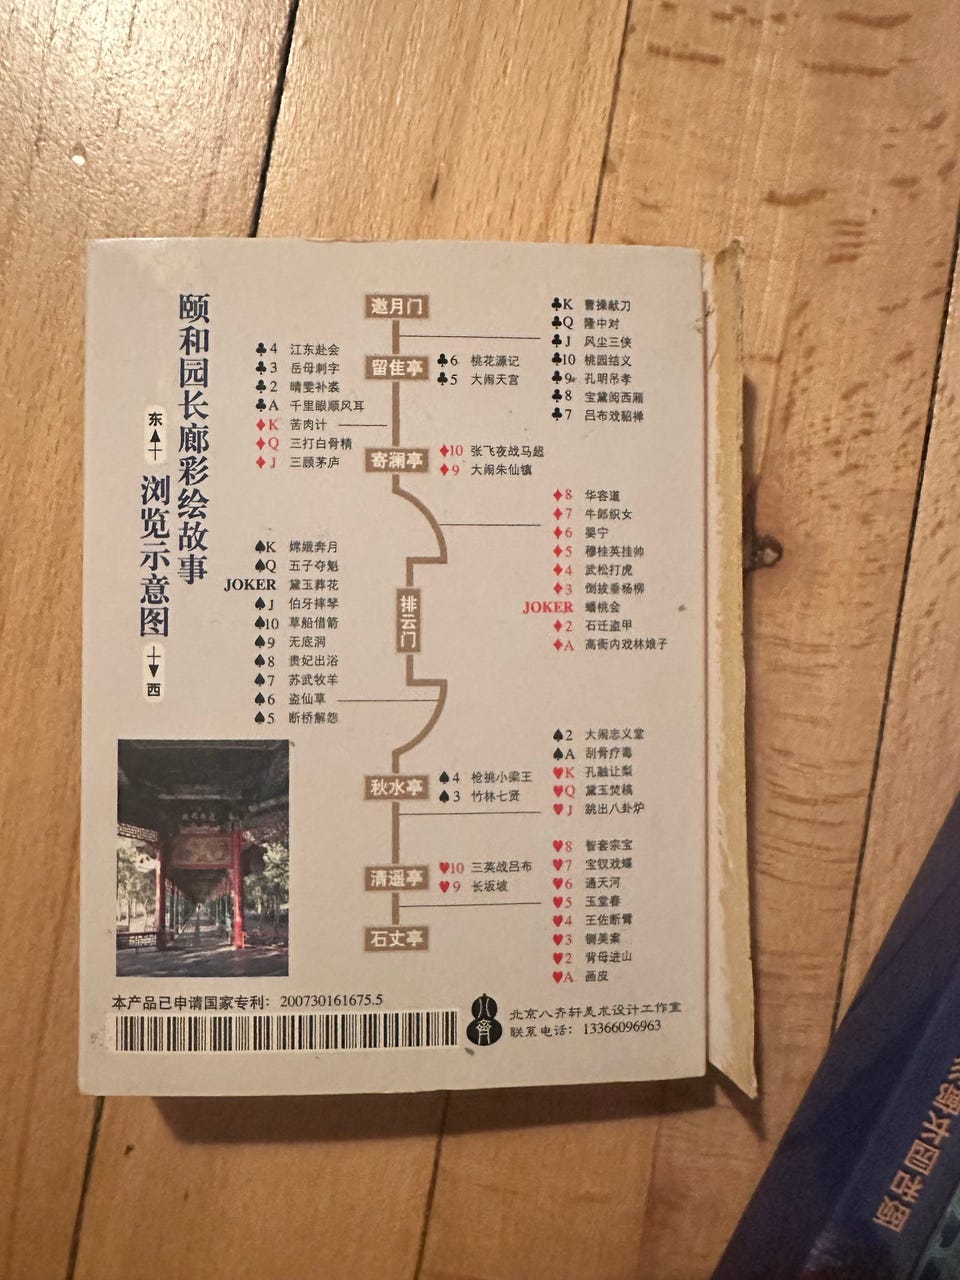 颐和园长廊彩绘故事
浏览示意图
东
西
邀月门
♣K 曹操献刀
♣Q 隆中对
♣J 风尘三侠
♣10 桃园结义
♣9 孔明吊孝
♣8 宝黛阅西厢
♣7 吕布戏貂禅
留佳亭
♣6 桃花源记
♣5 大闹天宫
♣4 江东赴会
♣3 岳母刺字
♣2 晴雯补裘
♣A 千里眼顺风耳
♦K 苦肉计
♦Q 三打白骨精
♦J 三顾茅庐
寄澜亭
♦10 张飞夜战马超
♦9 大闹朱仙镇
♦8 华容道
♦7 牛郎织女
♦6 婴宁
♦5 穆桂英挂帅
♦4 武松打虎
♦3 倒拔垂杨柳
JOKER 蟠桃会
♦2 石迁盗甲
♦A 高衙内戏林娘子
排云门
♠K 嫦娥奔月
♠Q 五子夺魁
JOKER 黛玉葬花
♠J 伯牙摔琴
♠10 草船借箭
♠9 无底洞
♠8 贵妃出浴
♠7 苏武牧羊
♠6 盗仙草
♠5 断桥解怨
秋水亭
♠4 枪挑小梁王
♠3 竹林七贤
♠2 大闹忠义堂
♠A 刮骨疗毒
♥K 孔融让梨
♥Q 黛玉焚稿
♥J 跳出八卦炉
清遥亭
♥10 三英战吕布
♥9 长坂坡
♥8 智套宗宝
♥7 宝钗戏蝶
♥6 通天河
♥5 玉堂春
♥4 王佐断臂
♥3 铡美案
♥2 背母进山
♥A 画皮
石丈亭
本产品已申请国家专利：200730161675.5
八斋
北京八齐轩美术设计工作室
联系电话：13366096963